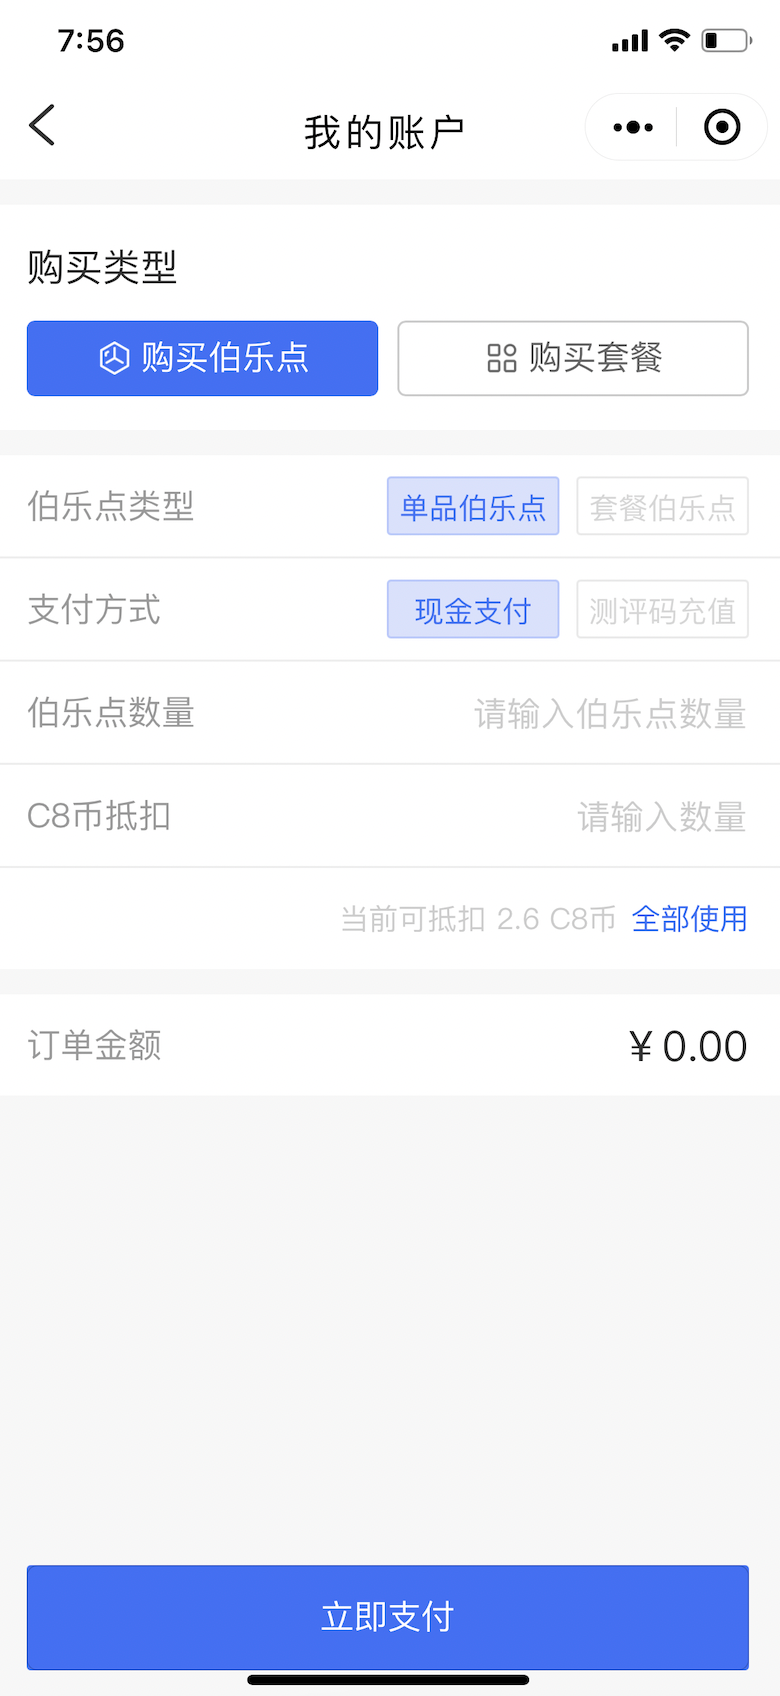 7:56
我的账户
购买类型
购买伯乐点 购买套餐
伯乐点类型 单品伯乐点 套餐伯乐点
支付方式 现金支付 测评码充值
伯乐点数量 请输入伯乐点数量
C8币抵扣 请输入数量
当前可抵扣 2.6 C8币 全部使用
订单金额 ¥ 0.00
立即支付